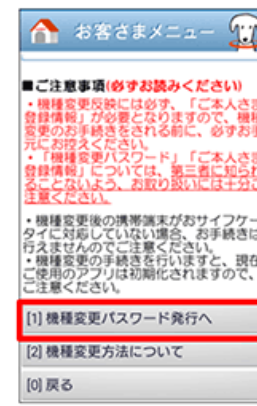 お客さまメニュー
■ご注意事項(必ずお読みください)
・機種変更反映には必ず、「ご本人さま
登録情報」が必要となりますので、機種
変更のお手続きをされる前に、必ずお手
元にお控えください。
・「機種変更パスワード」「ご本人さま
登録情報」については、第三者に知られ
ることないよう、お取り扱いには十分ご
注意ください。
・機種変更後の携帯端末がおサイフケー
タイに対応していない場合、お手続きは
行えませんのでご注意ください。
・機種変更の手続きを行いますと、現在
ご使用のアプリは初期化されますので、
ご注意ください。
[1] 機種変更パスワード発行へ
[2] 機種変更方法について
[0] 戻る